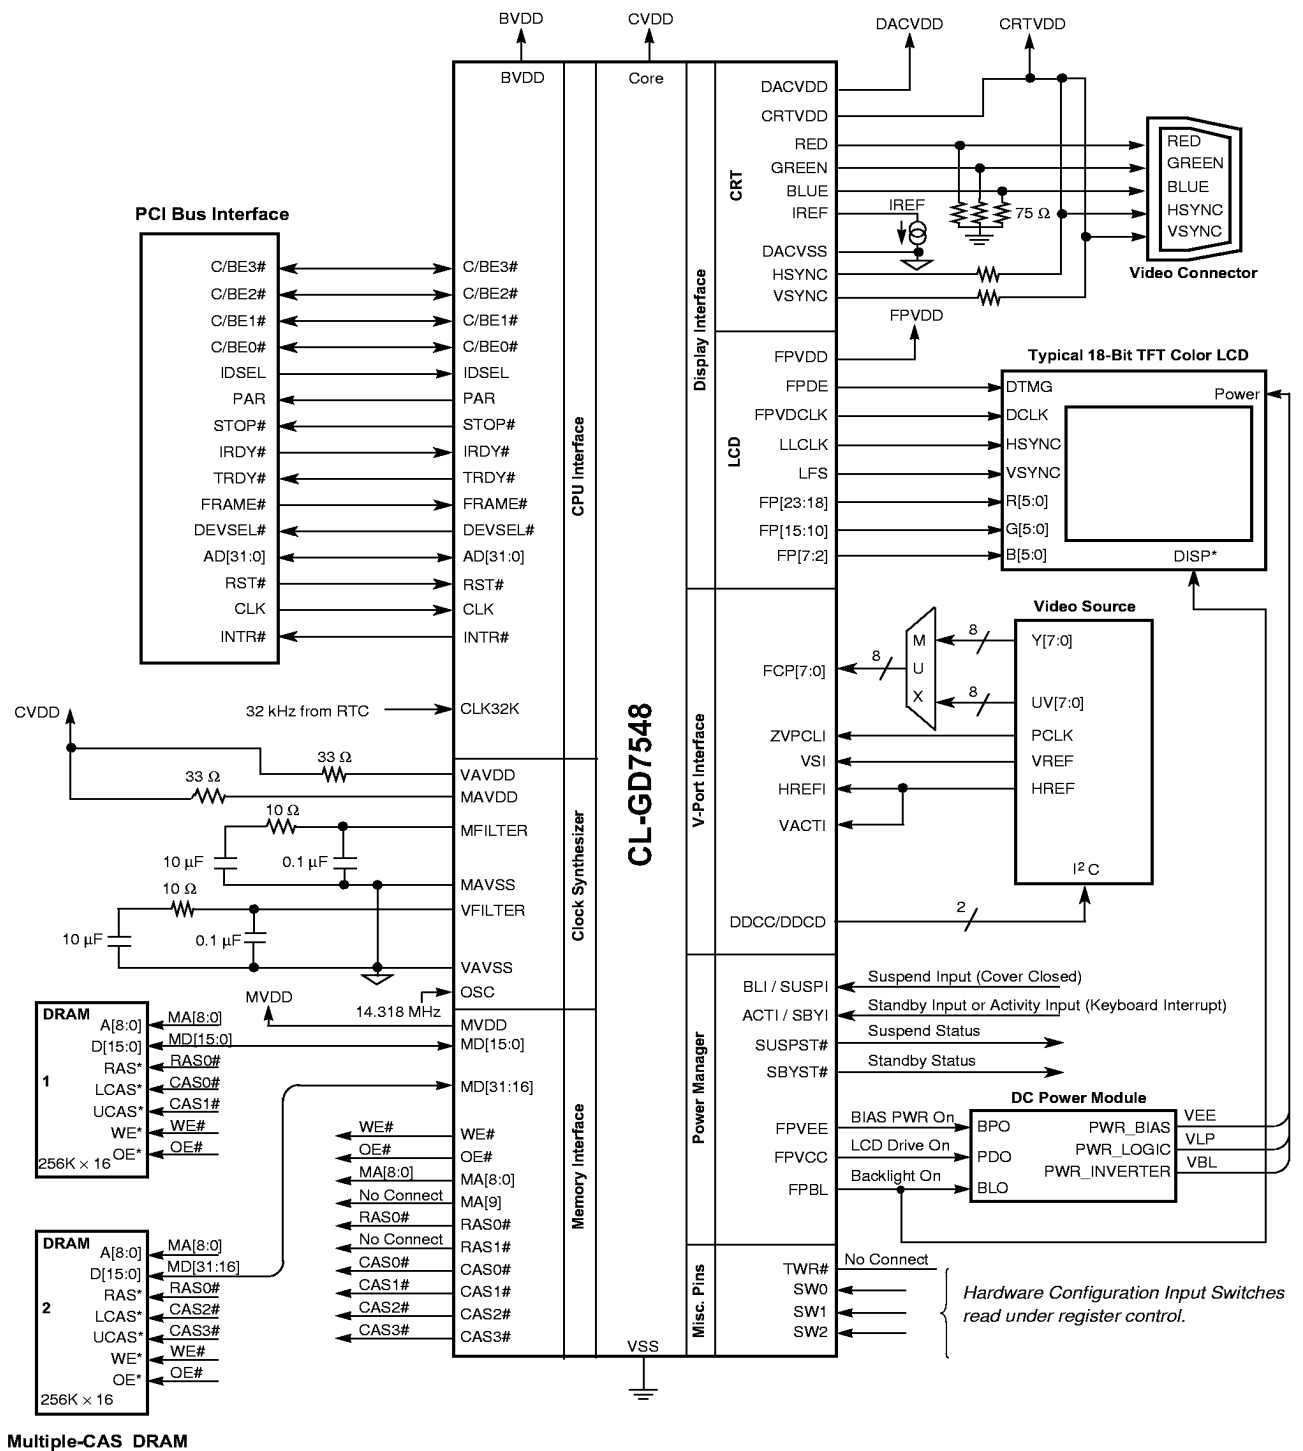 BVDD
CVDD
DACVDD
CRTVDD
BVDD
Core
CL-GD7548
VSS
PCI Bus Interface
C/BE3#
C/BE2#
C/BE1#
C/BE0#
IDSEL
PAR
STOP#
IRDY#
TRDY#
FRAME#
DEVSEL#
AD[31:0]
RST#
CLK
INTR#
CPU Interface
C/BE3#
C/BE2#
C/BE1#
C/BE0#
IDSEL
PAR
STOP#
IRDY#
TRDY#
FRAME#
DEVSEL#
AD[31:0]
RST#
CLK
INTR#
32 kHz from RTC
CLK32K
CVDD
33 Ω
33 Ω
10 Ω
10 µF
0.1 µF
10 Ω
10 µF
0.1 µF
Clock Synthesizer
VAVDD
MAVDD
MFILTER
MAVSS
VFILTER
VAVSS
OSC
14.318 MHz
MVDD
Memory Interface
MVDD
MD[15:0]
MD[31:16]
WE# WE#
OE# OE#
MA[8:0] MA[8:0]
No Connect MA[9]
RAS0# RAS0#
No Connect RAS1#
CAS0# CAS0#
CAS1# CAS1#
CAS2# CAS2#
CAS3# CAS3#
DRAM
1
A[8:0] MA[8:0]
D[15:0] MD[15:0]
RAS* RAS0#
LCAS* CAS0#
UCAS* CAS1#
WE* WE#
OE* OE#
256K × 16
DRAM
2
A[8:0] MA[8:0]
D[15:0] MD[31:16]
RAS* RAS0#
LCAS* CAS2#
UCAS* CAS3#
WE* WE#
OE* OE#
256K × 16
Multiple-CAS DRAM
Display Interface
CRT
DACVDD
CRTVDD
RED
GREEN
BLUE
IREF
DACVSS
HSYNC
VSYNC
IREF
75 Ω
RED
GREEN
BLUE
HSYNC
VSYNC
Video Connector
FPVDD
LCD
FPVDD
FPDE
FPVDCLK
LLCLK
LFS
FP[23:18]
FP[15:10]
FP[7:2]
Typical 18-Bit TFT Color LCD
Power
DTMG
DCLK
HSYNC
VSYNC
R[5:0]
G[5:0]
B[5:0]
DISP*
V-Port Interface
FCP[7:0]
ZVPCLI
VSI
HREFI
VACTI
DDCC/DDCD
8
M
U
X
8
8
2
Video Source
Y[7:0]
UV[7:0]
PCLK
VREF
HREF
I2C
Power Manager
BLI / SUSPI Suspend Input (Cover Closed)
ACTI / SBYI Standby Input or Activity Input (Keyboard Interrupt)
SUSPST# Suspend Status
SBYST# Standby Status
FPVEE BIAS PWR On
FPVCC LCD Drive On
FPBL Backlight On
DC Power Module
BPO
PDO
BLO
PWR_BIAS VEE
PWR_LOGIC VLP
PWR_INVERTER VBL
Misc. Pins
TWR# No Connect
SW0
SW1
SW2
Hardware Configuration Input Switches
read under register control.